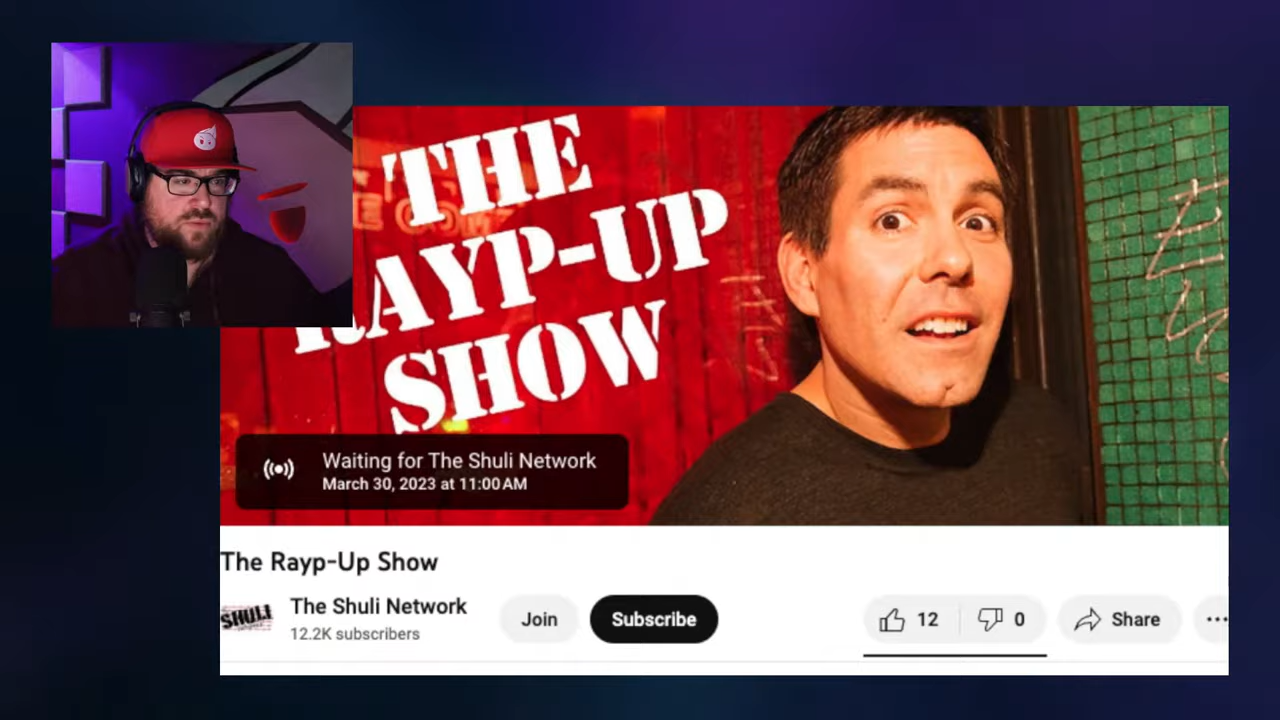 THE
RAYP-UP
SHOW
Waiting for The Shuli Network
March 30, 2023 at 11:00 AM
The Rayp-Up Show
SHULI
The Shuli Network
12.2K subscribers
Join
Subscribe
12
0
Share